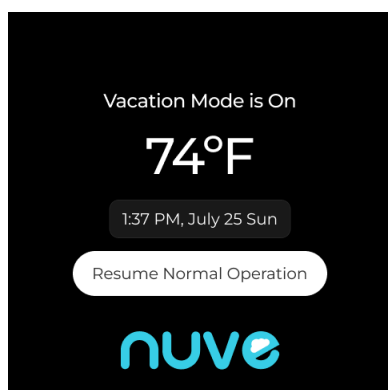 Vacation Mode is On
74°F
1:37 PM, July 25 Sun
Resume Normal Operation
nuve